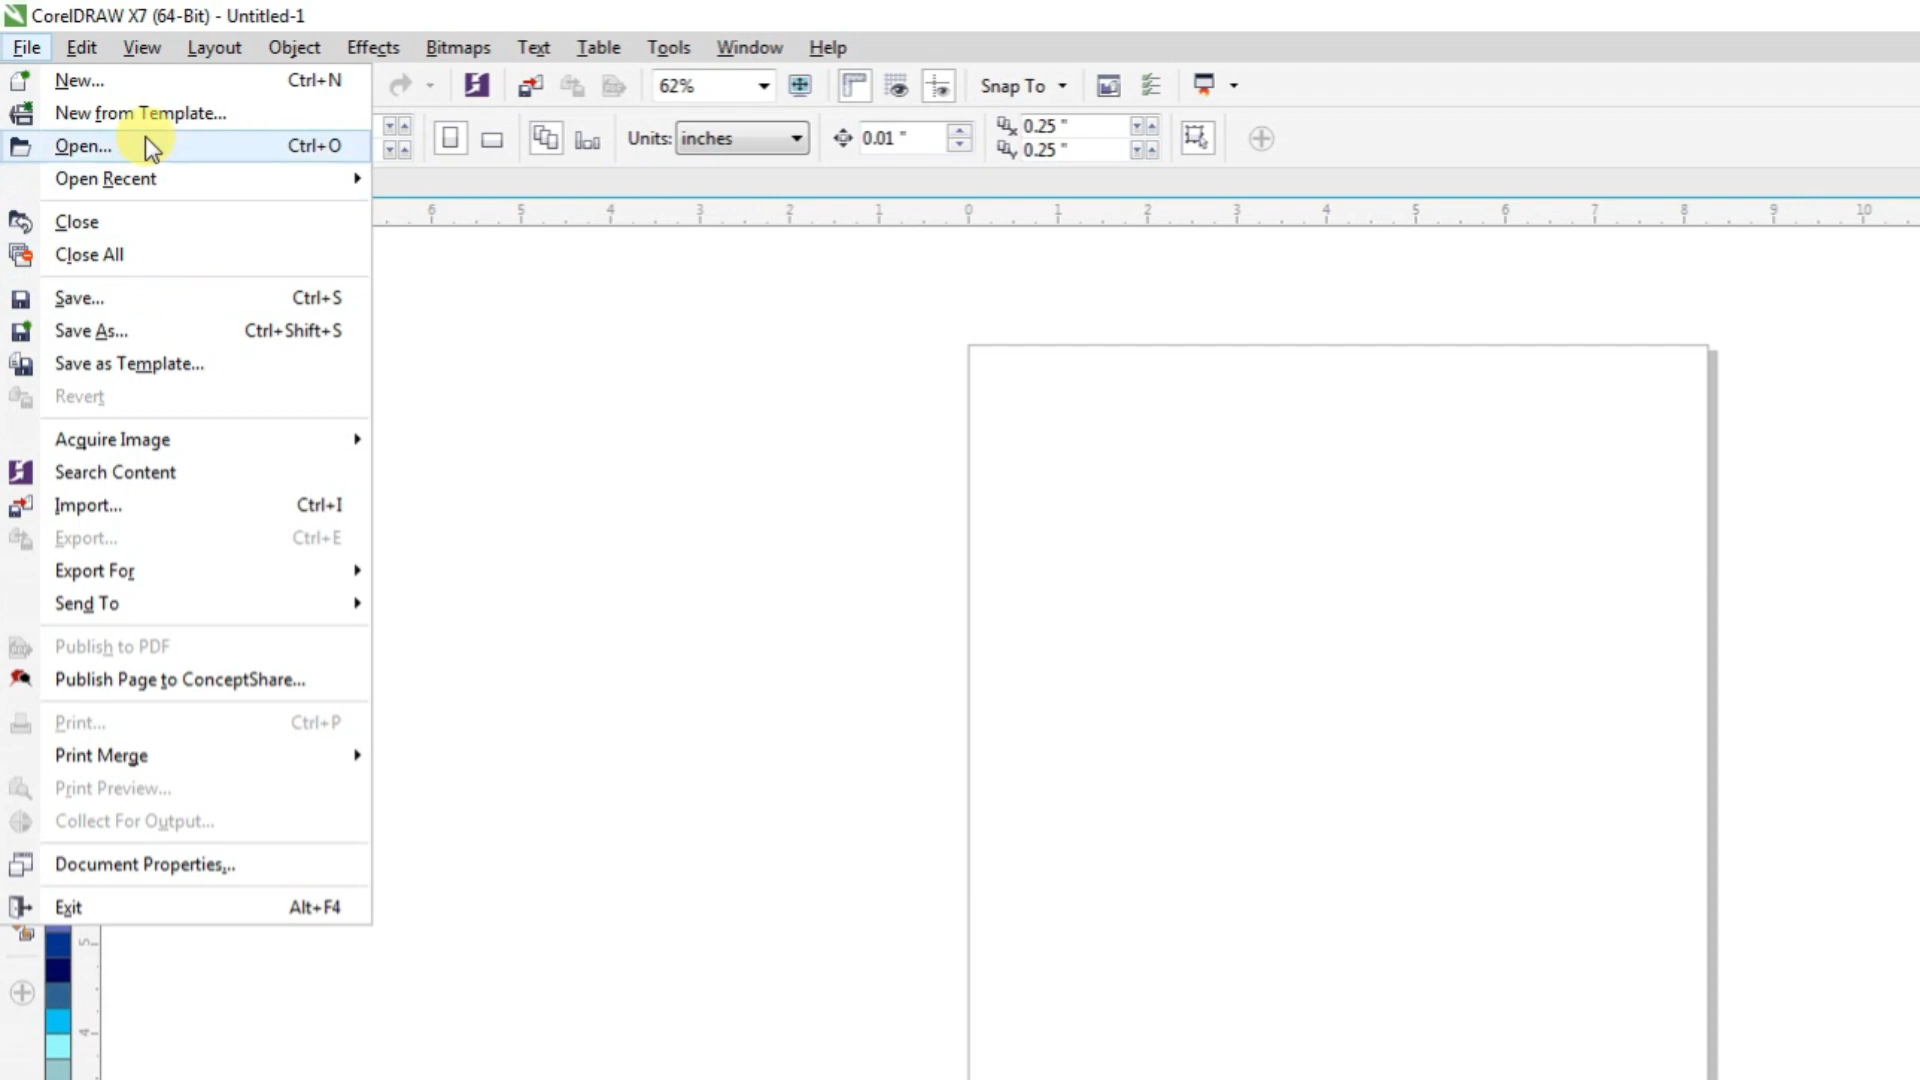 CorelDRAW X7 (64-Bit) - Untitled-1
File Edit View Layout Object Effects Bitmaps Text Table Tools Window Help
62% Snap To
Units: inches 0.01 " 0.25 "
0.25 "
New... Ctrl+N
New from Template...
Open... Ctrl+O
Open Recent
Close
Close All
Save... Ctrl+S
Save As... Ctrl+Shift+S
Save as Template...
Revert
Acquire Image
Search Content
Import... Ctrl+I
Export... Ctrl+E
Export For
Send To
Publish to PDF
Publish Page to ConceptShare...
Print... Ctrl+P
Print Merge
Print Preview...
Collect For Output...
Document Properties...
Exit Alt+F4
6 5 4 3 2 1 0 1 2 3 4 5 6 7 8 9 10
5
4